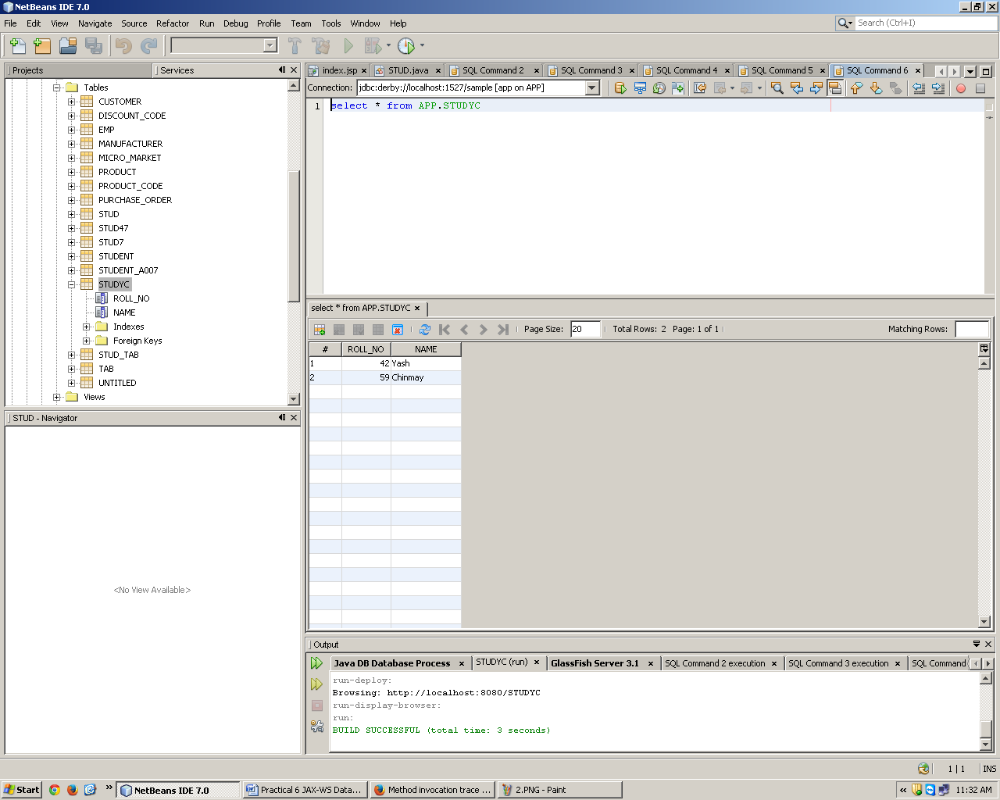 NetBeans IDE 7.0
File Edit View Navigate Source Refactor Run Debug Profile Team Tools Window Help
Search (Ctrl+I)
Projects Services
Tables
CUSTOMER
DISCOUNT_CODE
EMP
MANUFACTURER
MICRO_MARKET
PRODUCT
PRODUCT_CODE
PURCHASE_ORDER
STUD
STUD47
STUD7
STUDENT
STUDENT_A007
STUDYC
ROLL_NO
NAME
Indexes
Foreign Keys
STUD_TAB
TAB
UNTITLED
Views
STUD - Navigator
<No View Available>
index.jsp STUD.java SQL Command 2 SQL Command 3 SQL Command 4 SQL Command 5 SQL Command 6
Connection: jdbc:derby://localhost:1527/sample [app on APP]
1 select * from APP.STUDYC
select * from APP.STUDYC
Page Size: 20 Total Rows: 2 Page: 1 of 1 Matching Rows:
# ROLL_NO NAME
1 42 Yash
2 59 Chinmay
Output
Java DB Database Process STUDYC (run) GlassFish Server 3.1 SQL Command 2 execution SQL Command 3 execution SQL Command
run-deploy:
Browsing: http://localhost:8080/STUDYC
run-display-browser:
run:
BUILD SUCCESSFUL (total time: 3 seconds)
1 | 1 INS
Start NetBeans IDE 7.0 Practical 6 JAX-WS Data... Method invocation trace ... 2.PNG - Paint 11:32 AM